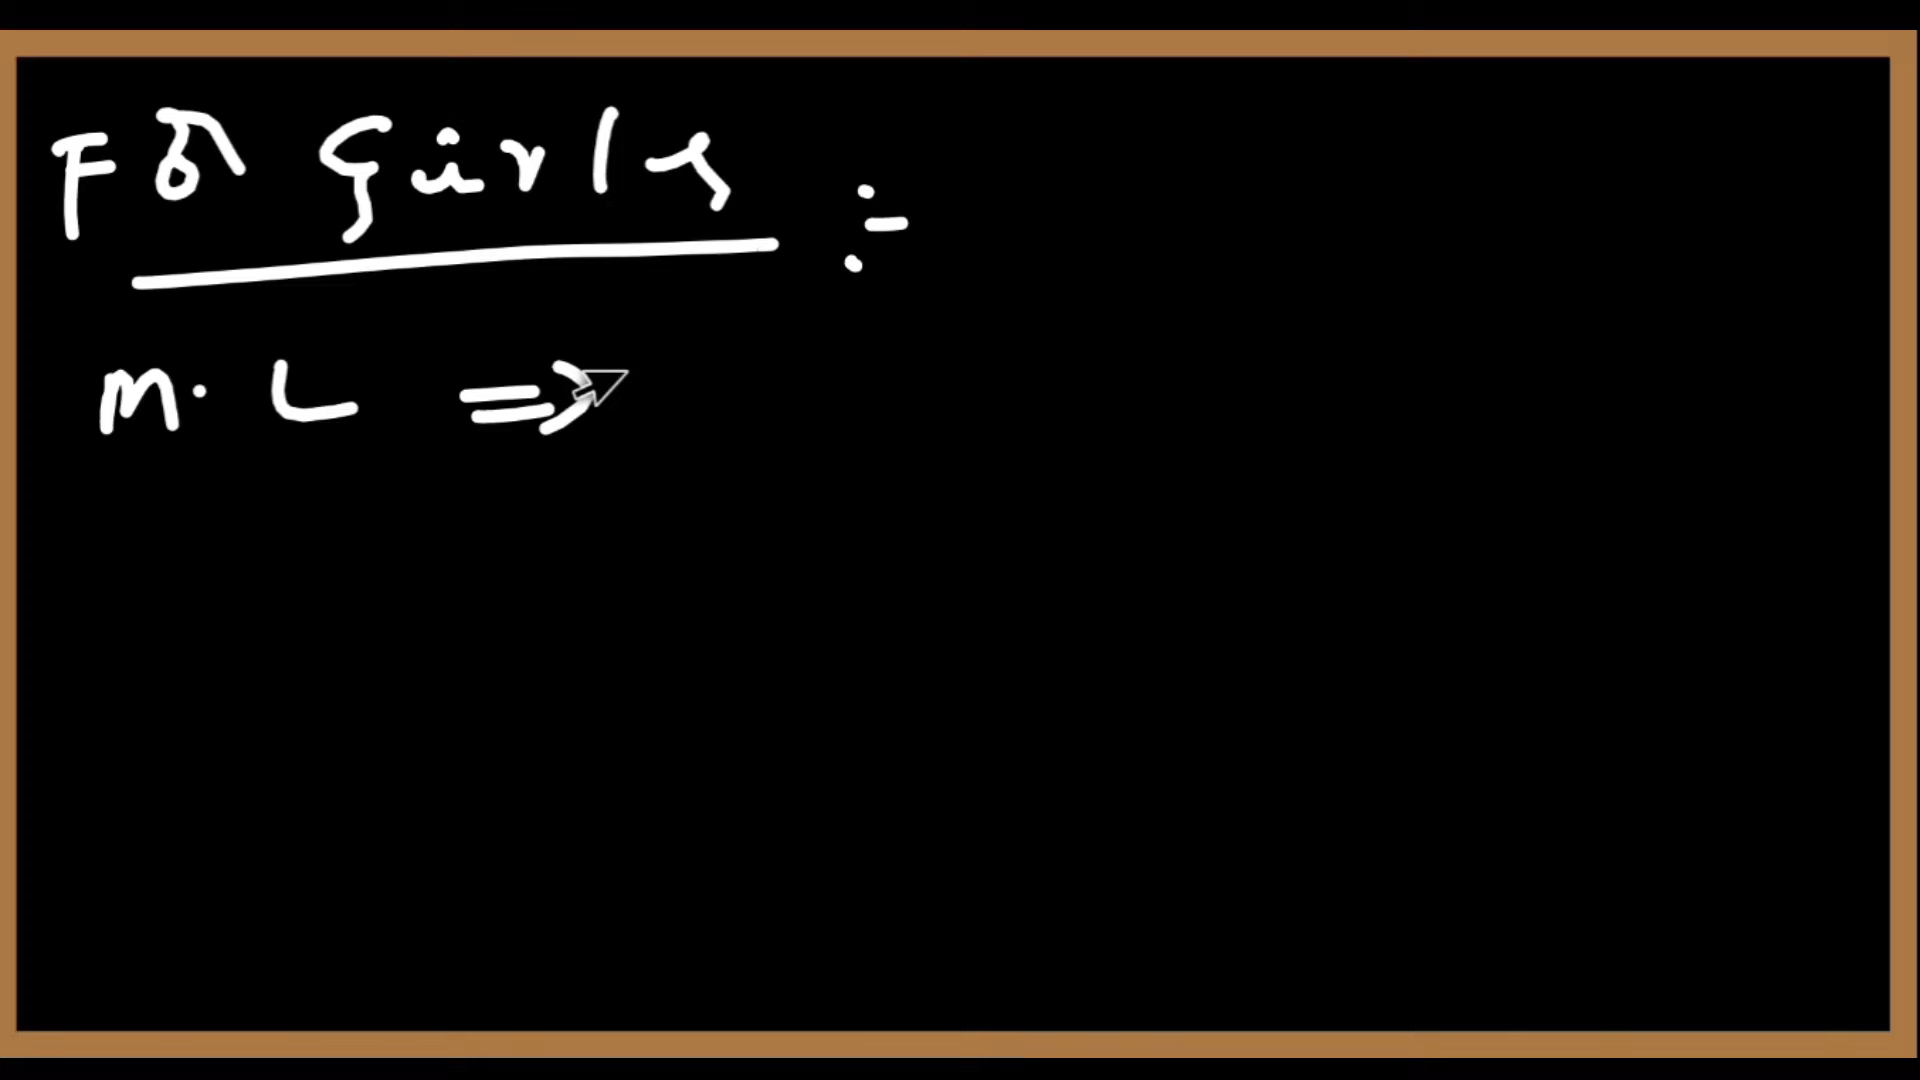 For Girls :-
M. L ⇒